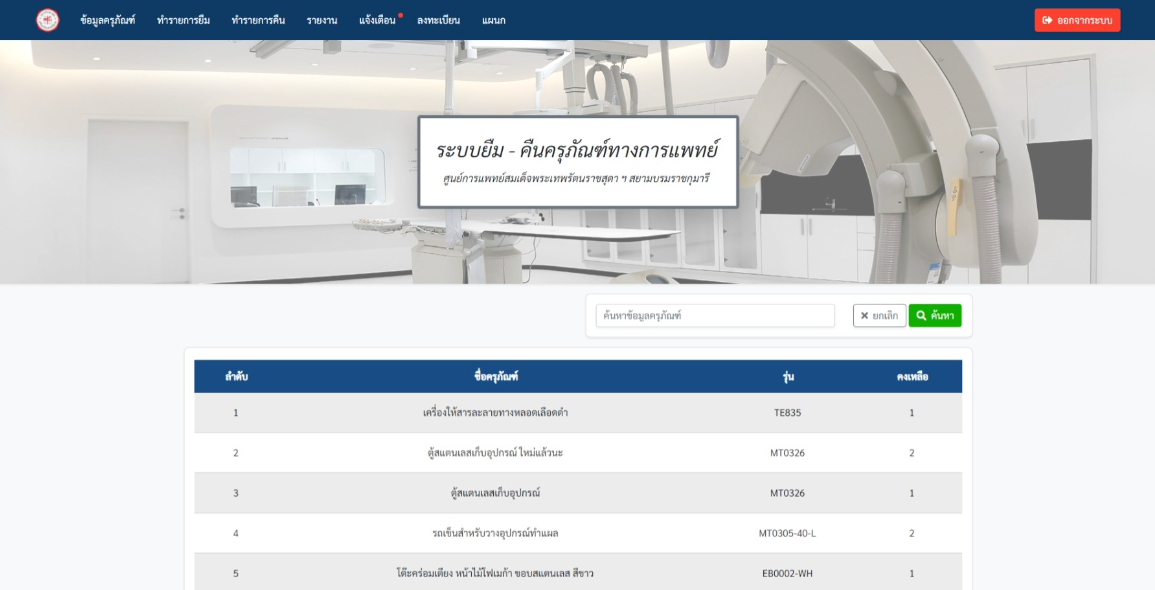 ข้อมูลครุภัณฑ์ ทำรายการยืม ทำรายการคืน รายงาน แจ้งเตือน ลงทะเบียน แผนก ออกจากระบบ
ระบบยืม - คืนครุภัณฑ์ทางการแพทย์
ศูนย์การแพทย์สมเด็จพระเทพรัตนราชสุดา ฯ สยามบรมราชกุมารี
ค้นหาข้อมูลครุภัณฑ์ ยกเลิก ค้นหา
ลำดับ ชื่อครุภัณฑ์ รุ่น คงเหลือ
1 เครื่องให้สารละลายทางหลอดเลือดดำ TE835 1
2 ตู้สแตนเลสเก็บอุปกรณ์ ใหม่แล้วนะ MT0326 2
3 ตู้สแตนเลสเก็บอุปกรณ์ MT0326 1
4 รถเข็นสำหรับวางอุปกรณ์ทำแผล MT0305-40-L 2
5 โต๊ะคร่อมเตียง หน้าไม้โฟเมก้า ขอบสแตนเลส สีขาว EB0002-WH 1